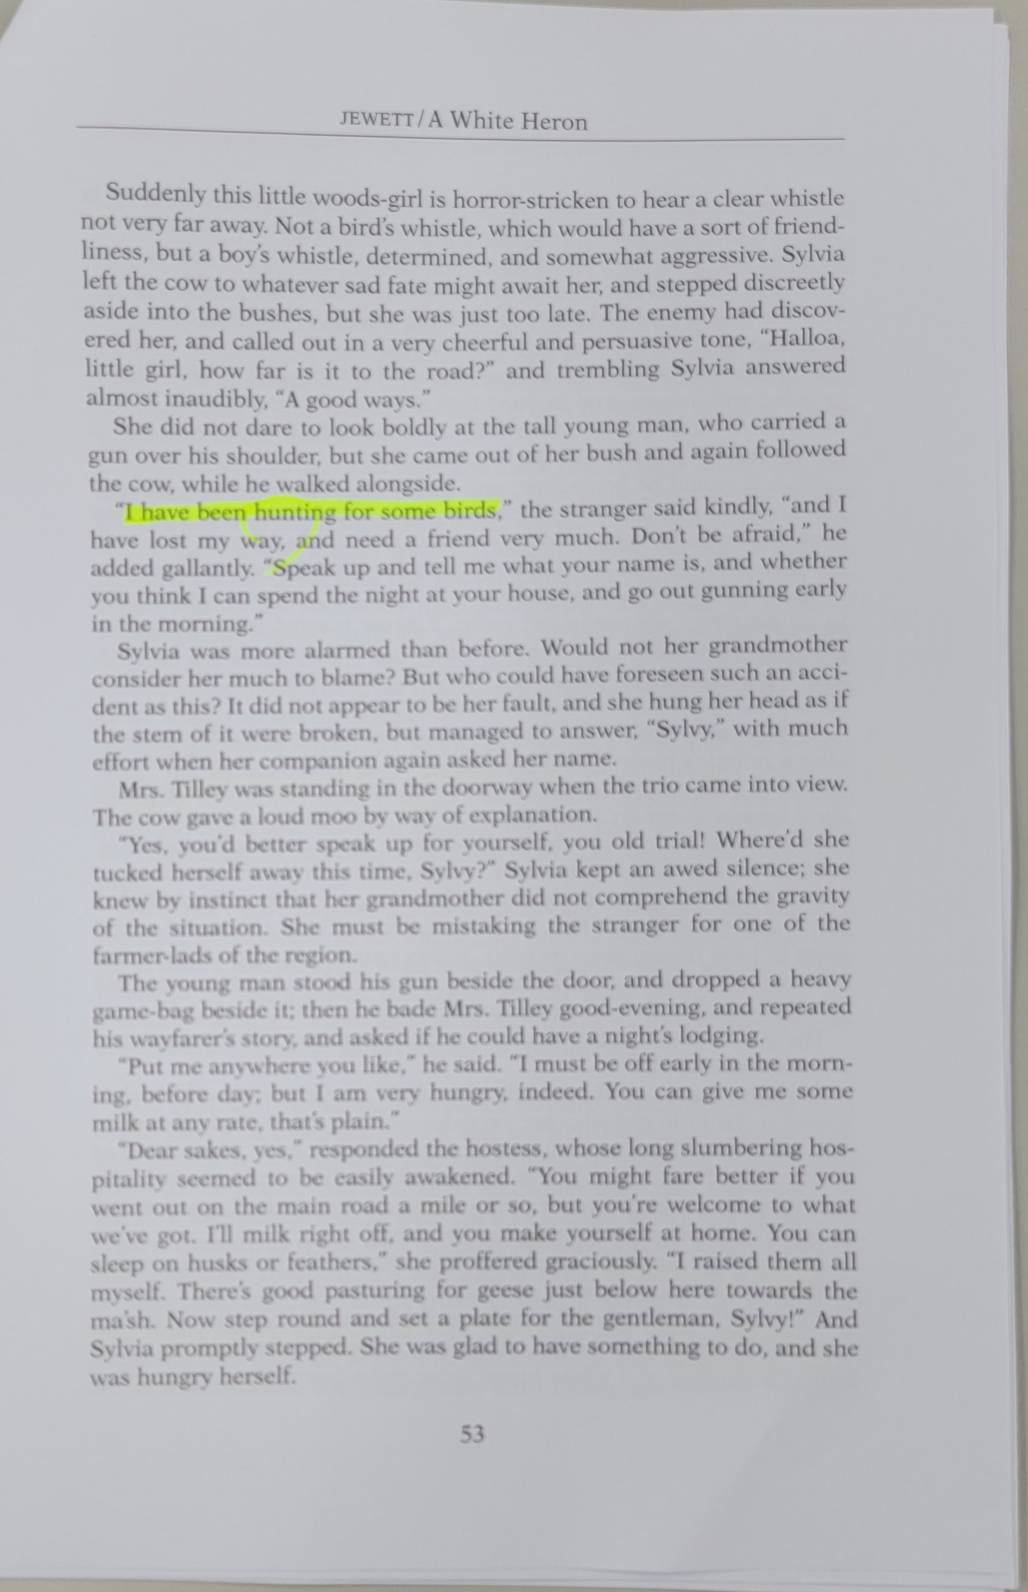 JEWETT/A White Heron
Suddenly this little woods-girl is horror-stricken to hear a clear whistle
not very far away. Not a bird's whistle, which would have a sort of friend-
liness, but a boy's whistle, determined, and somewhat aggressive. Sylvia
left the cow to whatever sad fate might await her, and stepped discreetly
aside into the bushes, but she was just too late. The enemy had discov-
ered her, and called out in a very cheerful and persuasive tone, “Halloa,
little girl, how far is it to the road?” and trembling Sylvia answered
almost inaudibly, “A good ways.”
She did not dare to look boldly at the tall young man, who carried a
gun over his shoulder, but she came out of her bush and again followed
the cow, while he walked alongside.
“I have been hunting for some birds,” the stranger said kindly, “and I
have lost my way, and need a friend very much. Don't be afraid,” he
added gallantly. “Speak up and tell me what your name is, and whether
you think I can spend the night at your house, and go out gunning early
in the morning.”
Sylvia was more alarmed than before. Would not her grandmother
consider her much to blame? But who could have foreseen such an acci-
dent as this? It did not appear to be her fault, and she hung her head as if
the stem of it were broken, but managed to answer, “Sylvy,” with much
effort when her companion again asked her name.
Mrs. Tilley was standing in the doorway when the trio came into view.
The cow gave a loud moo by way of explanation.
“Yes, you'd better speak up for yourself, you old trial! Where'd she
tucked herself away this time, Sylvy?” Sylvia kept an awed silence; she
knew by instinct that her grandmother did not comprehend the gravity
of the situation. She must be mistaking the stranger for one of the
farmer-lads of the region.
The young man stood his gun beside the door, and dropped a heavy
game-bag beside it; then he bade Mrs. Tilley good-evening, and repeated
his wayfarer's story, and asked if he could have a night's lodging.
“Put me anywhere you like,” he said. “I must be off early in the morn-
ing, before day; but I am very hungry, indeed. You can give me some
milk at any rate, that's plain.”
“Dear sakes, yes,” responded the hostess, whose long slumbering hos-
pitality seemed to be easily awakened. “You might fare better if you
went out on the main road a mile or so, but you're welcome to what
we've got. I'll milk right off, and you make yourself at home. You can
sleep on husks or feathers,” she proffered graciously. “I raised them all
myself. There's good pasturing for geese just below here towards the
ma'sh. Now step round and set a plate for the gentleman, Sylvy!” And
Sylvia promptly stepped. She was glad to have something to do, and she
was hungry herself.
53